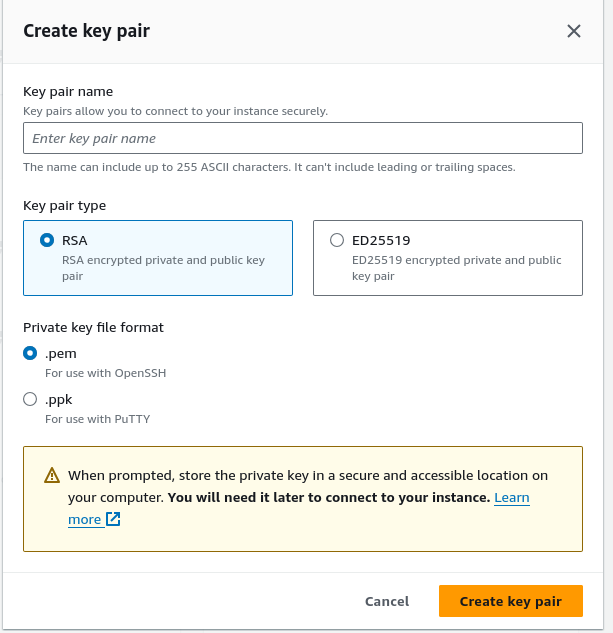 Create key pair
Key pair name
Key pairs allow you to connect to your instance securely.
Enter key pair name
The name can include up to 255 ASCII characters. It can't include leading or trailing spaces.
Key pair type
RSA
RSA encrypted private and public key
pair
ED25519
ED25519 encrypted private and public
key pair
Private key file format
.pem
For use with OpenSSH
.ppk
For use with PuTTY
When prompted, store the private key in a secure and accessible location on
your computer. You will need it later to connect to your instance. Learn
more
Cancel
Create key pair